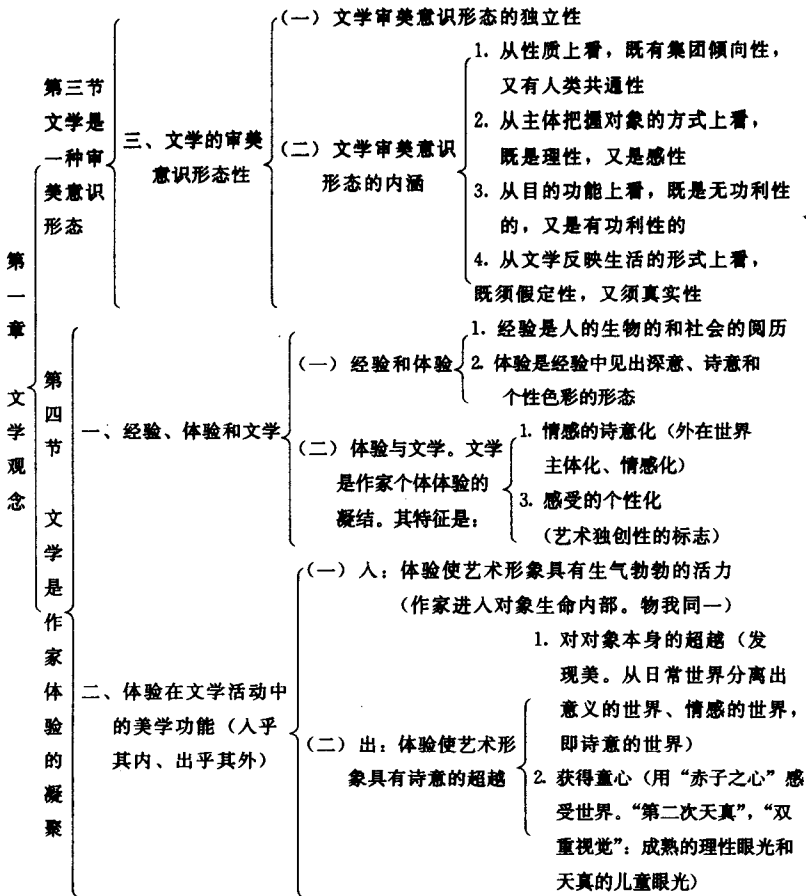 第一章 文学观念
第三节
文学是
一种审
美意识
形态
三、文学的审美
意识形态性
(一) 文学审美意识形态的独立性
(二) 文学审美意识
形态的内涵
1. 从性质上看，既有集团倾向性，
又有人类共通性
2. 从主体把握对象的方式上看，
既是理性，又是感性
3. 从目的功能上看，既是无功利性
的，又是有功利性的
4. 从文学反映生活的形式上看，
既须假定性，又须真实性
第四节 文学是作家体验的凝聚
一、经验、体验和文学
(一) 经验和体验
1. 经验是人的生物的和社会的阅历
2. 体验是经验中见出深意、诗意和
个性色彩的形态
(二) 体验与文学。文学
是作家个体体验的
凝结。其特征是：
1. 情感的诗意化（外在世界
主体化、情感化）
3. 感受的个性化
（艺术独创性的标志）
二、体验在文学活动中
的美学功能（入乎
其内、出乎其外）
(一) 入：体验使艺术形象具有生气勃勃的活力
（作家进入对象生命内部。物我同一）
(二) 出：体验使艺术形
象具有诗意的超越
1. 对对象本身的超越（发
现美。从日常世界分离出
意义的世界、情感的世界，
即诗意的世界）
2. 获得童心（用“赤子之心”感
受世界。“第二次天真”，“双
重视觉”：成熟的理性眼光和
天真的儿童眼光）